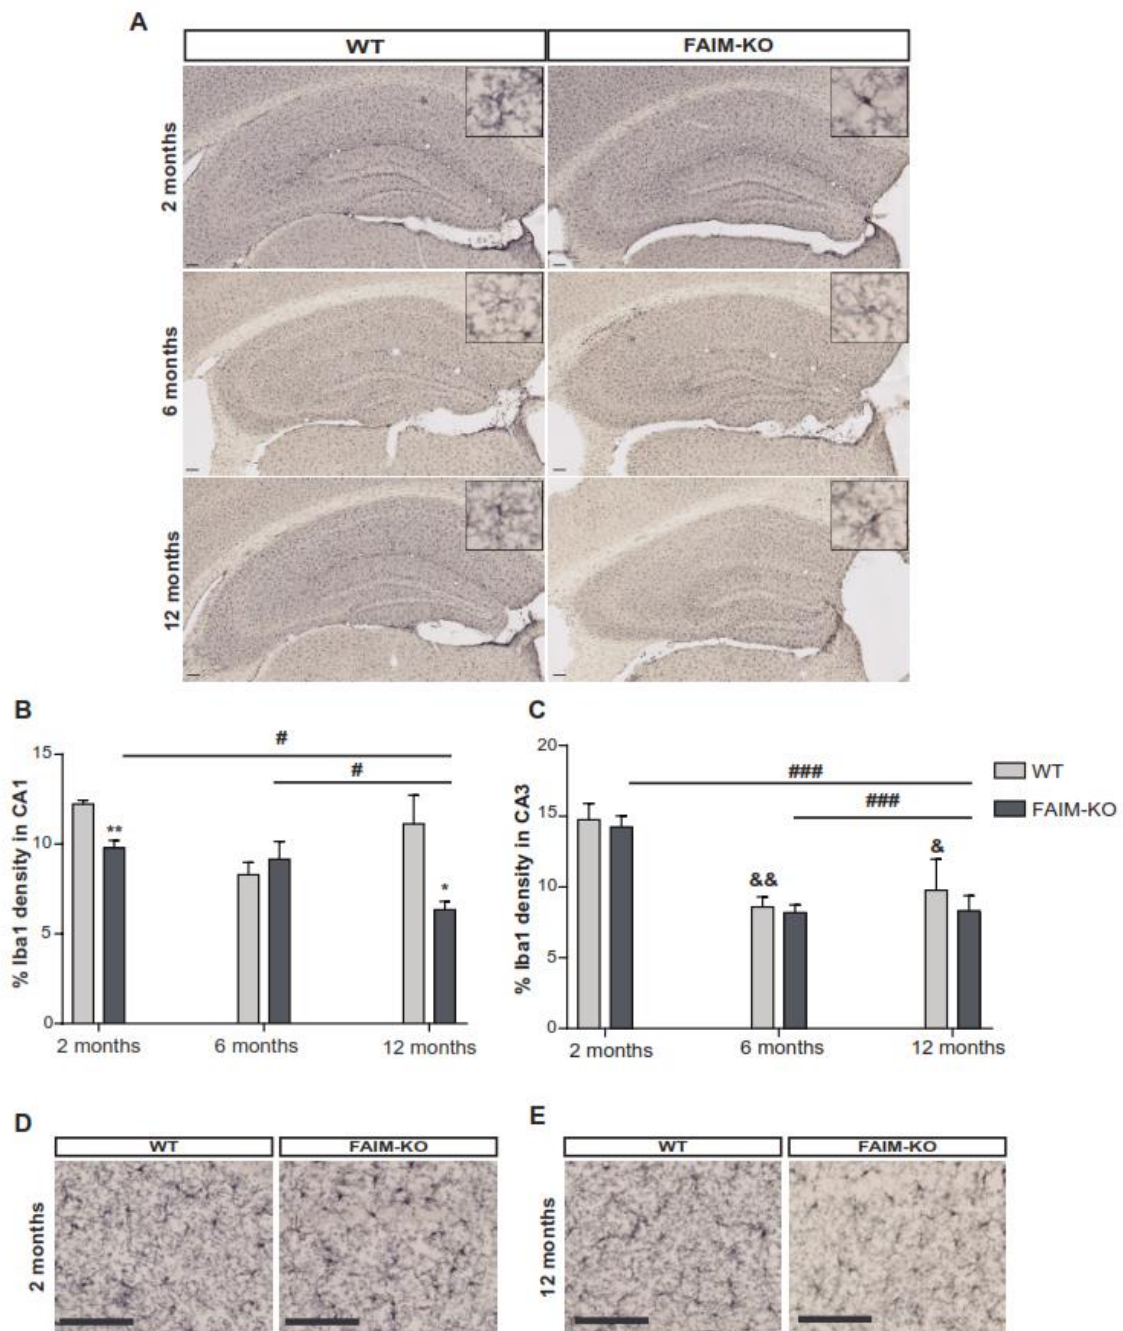 A
WT FAIM-KO
2 months
6 months
12 months
B
% Iba1 density in CA1
15
10
5
0
#
#
**
*
2 months 6 months 12 months
C
% Iba1 density in CA3
20
15
10
5
0
###
###
&&
&
2 months 6 months 12 months
WT
FAIM-KO
D
WT FAIM-KO
2 months
E
WT FAIM-KO
12 months